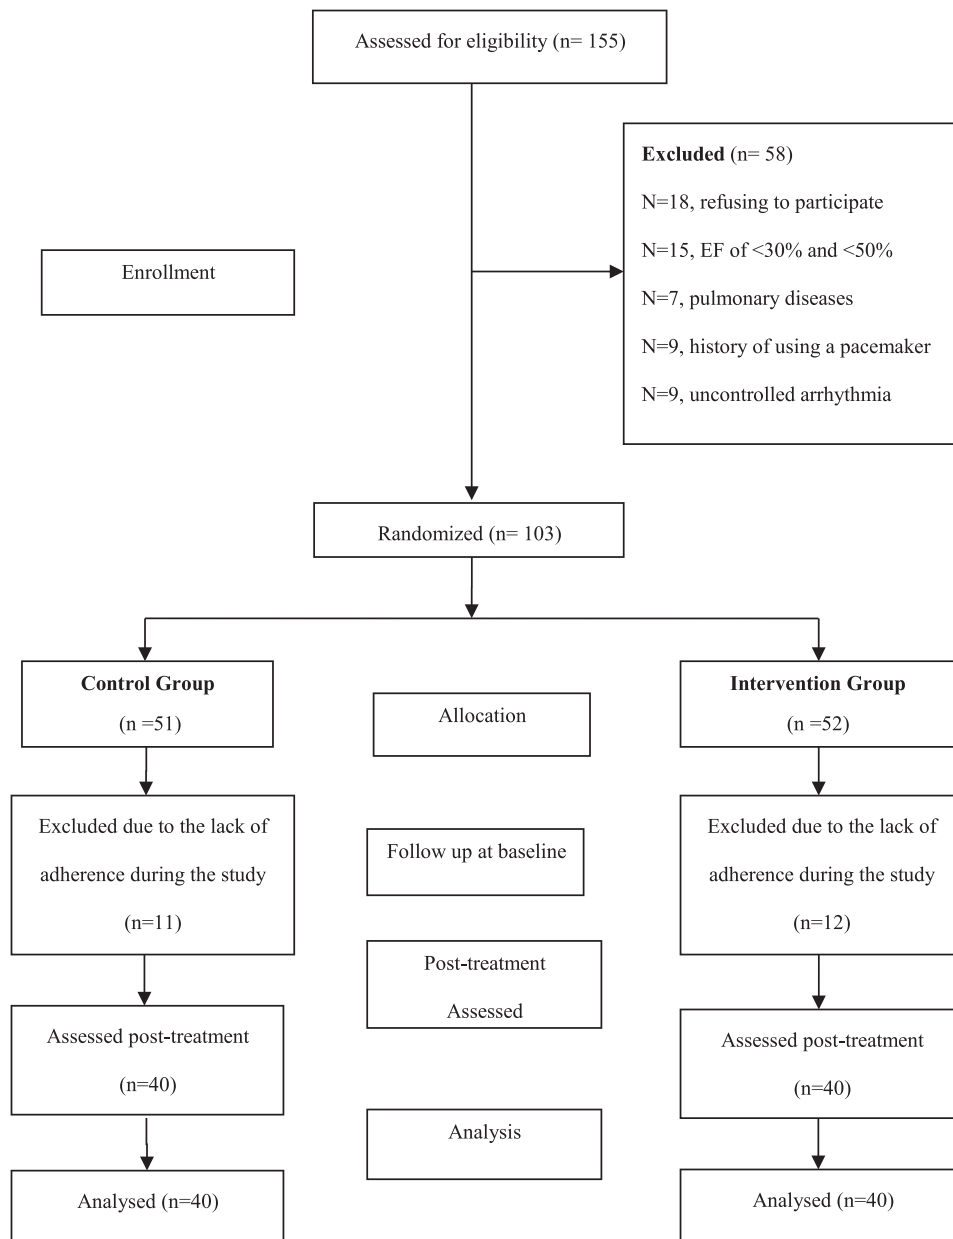 Assessed for eligibility (n= 155)
Excluded (n= 58)
N=18, refusing to participate
N=15, EF of <30% and <50%
N=7, pulmonary diseases
N=9, history of using a pacemaker
N=9, uncontrolled arrhythmia
Enrollment
Randomized (n= 103)
Control Group
(n =51)
Allocation
Intervention Group
(n =52)
Excluded due to the lack of
adherence during the study
(n=11)
Follow up at baseline
Excluded due to the lack of
adherence during the study
(n=12)
Post-treatment
Assessed
Assessed post-treatment
(n=40)
Assessed post-treatment
(n=40)
Analysis
Analysed (n=40)
Analysed (n=40)